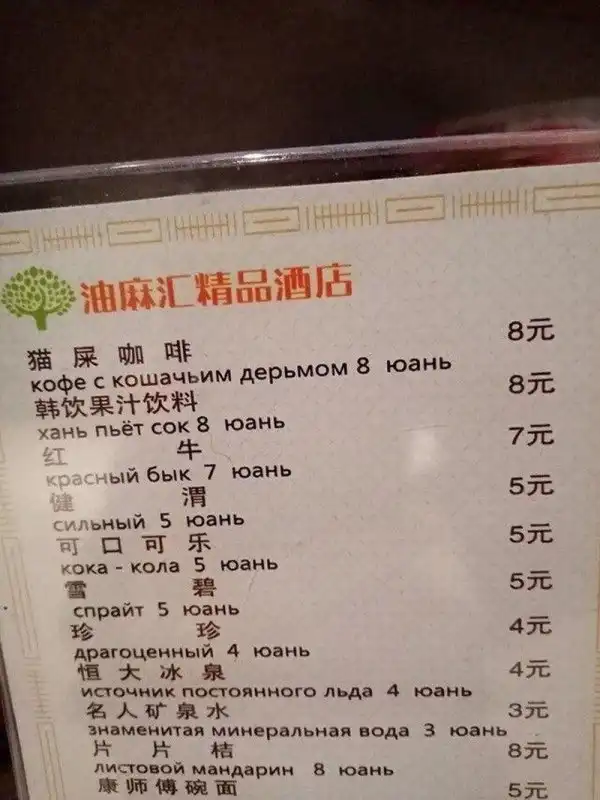 油麻汇精品酒店
猫 屎 咖 啡 8元
кофе с кошачьим дерьмом 8 юань
韩饮果汁饮料 8元
хань пьёт сок 8 юань
红 牛 7元
красный бык 7 юань
健 渭 5元
сильный 5 юань
可 口 可 乐 5元
кока - кола 5 юань
雪 碧 5元
спрайт 5 юань
珍 珍 4元
драгоценный 4 юань
恒 大 冰 泉 4元
источник постоянного льда 4 юань
名人矿泉水 3元
знаменитая минеральная вода 3 юань
片 片 桔 8元
листовой мандарин 8 юань
康师傅碗面 5元